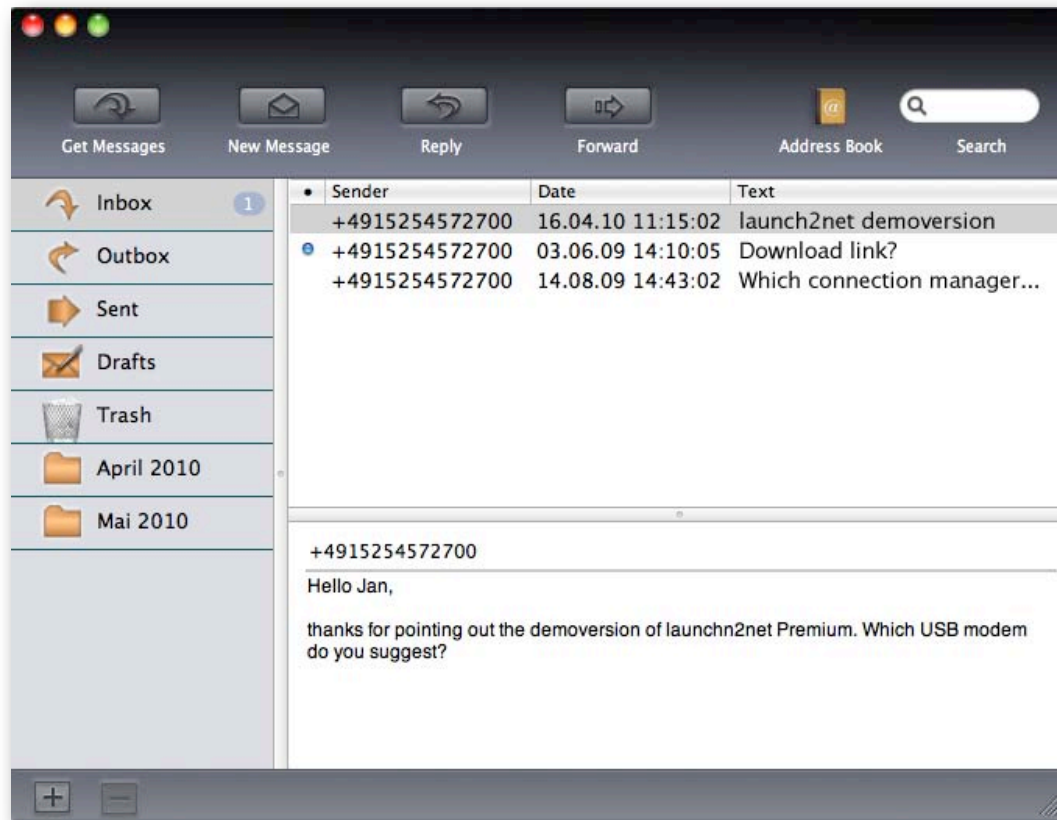 Get Messages New Message Reply Forward Address Book Search
Inbox 1
Outbox
Sent
Drafts
Trash
April 2010
Mai 2010
• Sender Date Text
+4915254572700 16.04.10 11:15:02 launch2net demoversion
+4915254572700 03.06.09 14:10:05 Download link?
+4915254572700 14.08.09 14:43:02 Which connection manager...
+4915254572700
Hello Jan,
thanks for pointing out the demoversion of launchn2net Premium. Which USB modem
do you suggest?